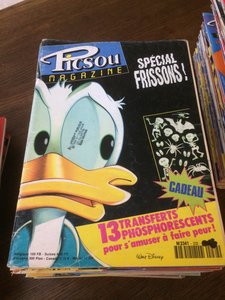 Picsou
MAGAZINE
SPÉCIAL
FRISSONS!
CADEAU
13 TRANSFERTS
PHOSPHORESCENTS
pour s'amuser à faire peur!
Walt Disney